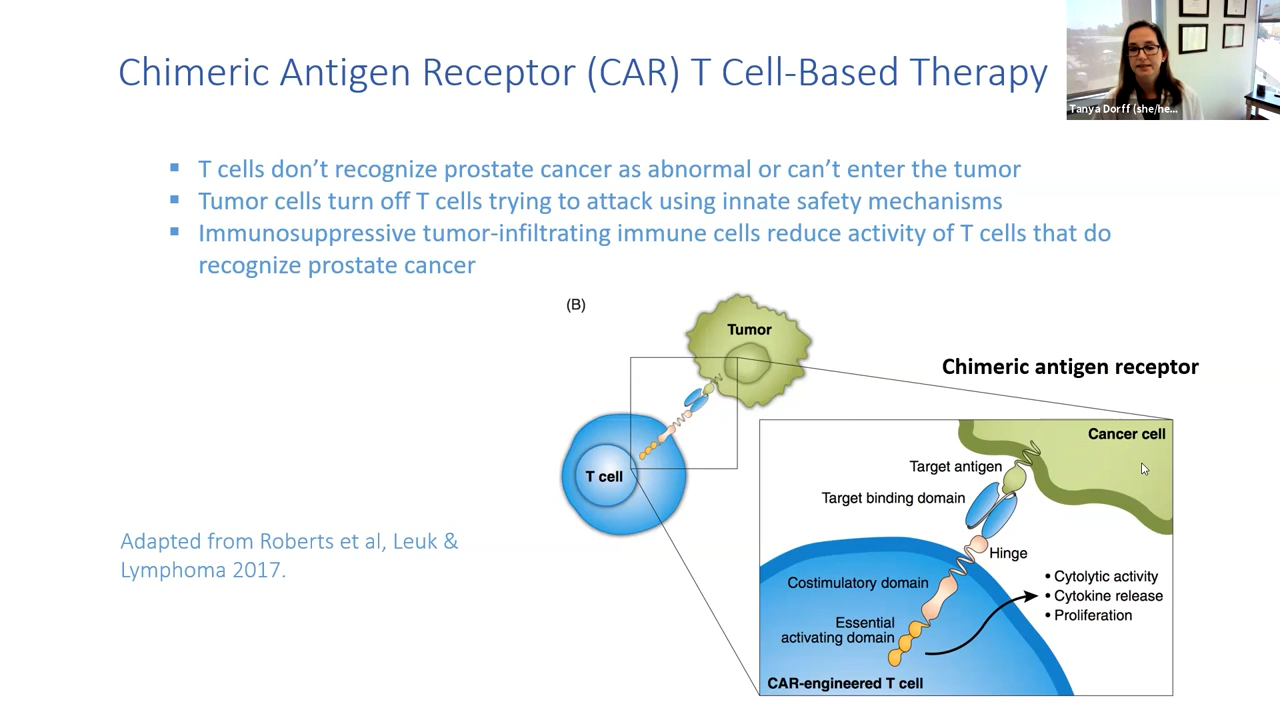 Chimeric Antigen Receptor (CAR) T Cell-Based Therapy
Tanya Dorff (she/he...
▪ T cells don’t recognize prostate cancer as abnormal or can’t enter the tumor
▪ Tumor cells turn off T cells trying to attack using innate safety mechanisms
▪ Immunosuppressive tumor-infiltrating immune cells reduce activity of T cells that do
recognize prostate cancer
(B)
Tumor
T cell
Chimeric antigen receptor
Cancer cell
Target antigen
Target binding domain
Hinge
Costimulatory domain
Essential
activating domain
• Cytolytic activity
• Cytokine release
• Proliferation
CAR-engineered T cell
Adapted from Roberts et al, Leuk &
Lymphoma 2017.